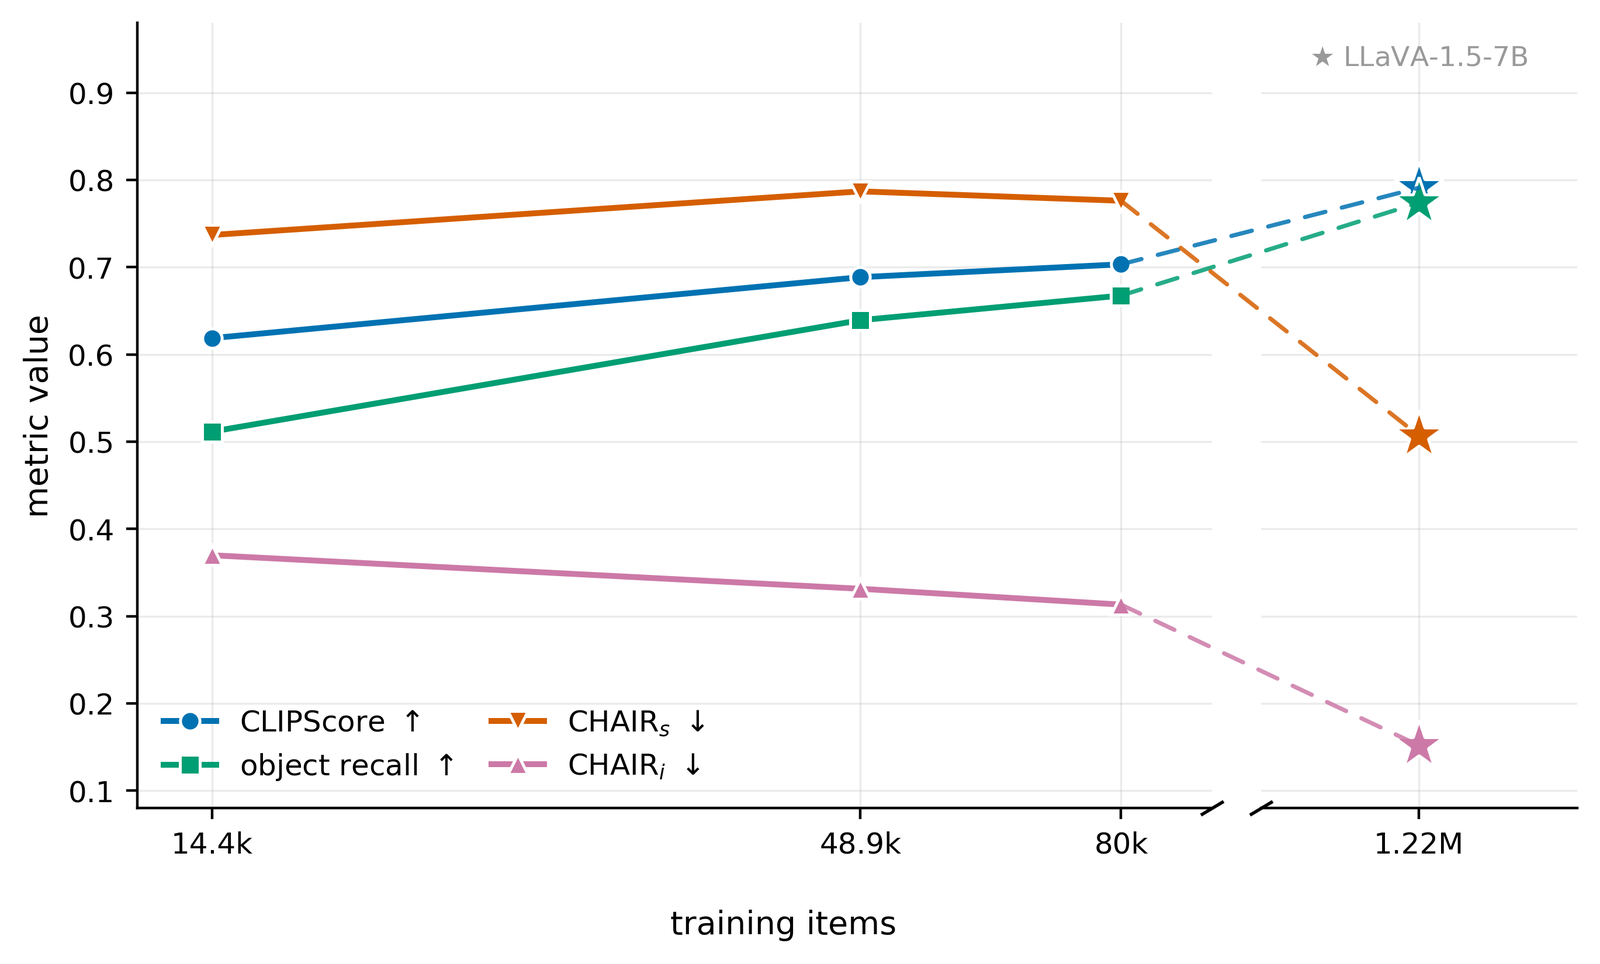 ★ LLaVA-1.5-7B
0.9
0.8
0.7
0.6
0.5
0.4
0.3
0.2
0.1
metric value
CLIPScore ↑
object recall ↑
CHAIRs ↓
CHAIRi ↓
14.4k 48.9k 80k 1.22M
training items